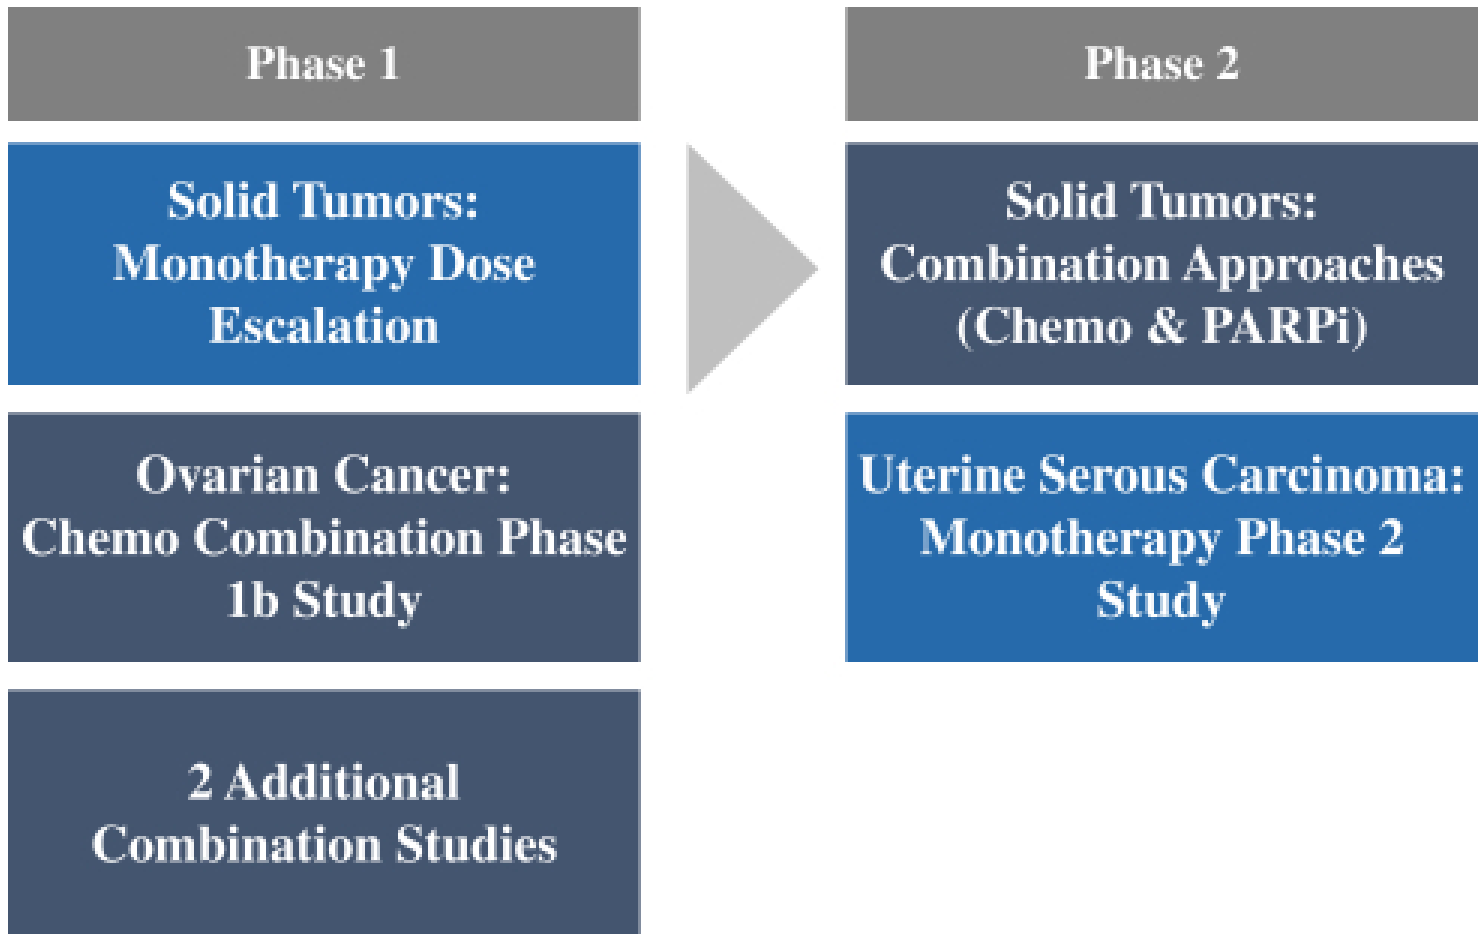 Phase 1
Solid Tumors:
Monotherapy Dose
Escalation
Ovarian Cancer:
Chemo Combination Phase
1b Study
2 Additional
Combination Studies
Phase 2
Solid Tumors:
Combination Approaches
(Chemo & PARPi)
Uterine Serous Carcinoma:
Monotherapy Phase 2
Study